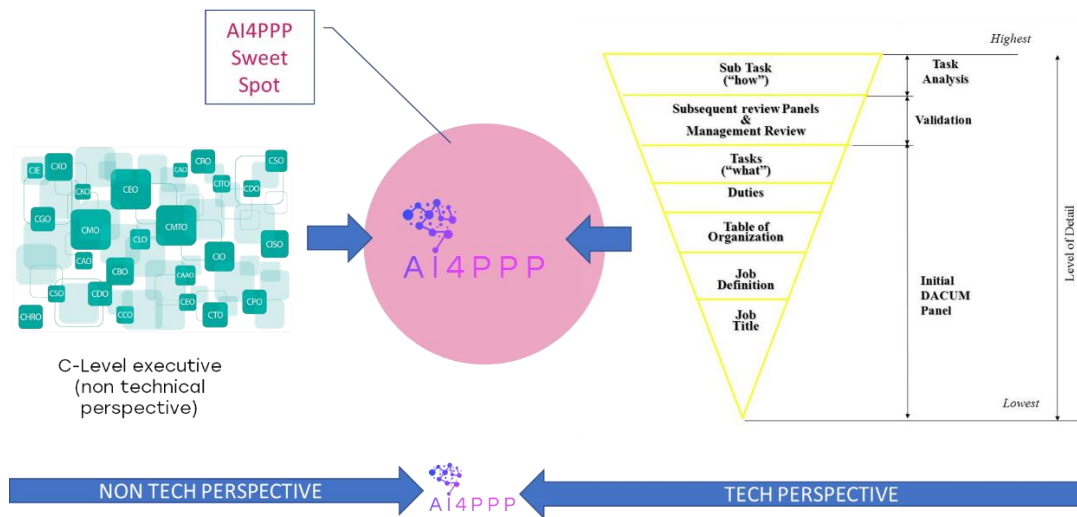 AI4PPP
Sweet
Spot
CIE
CXO
CKO
CEO
CAO
CRO
CITO
CDO
CSO
CGO
CMO
CLO
CMTO
CIO
CISO
CAO
CBO
CAAO
CSO
CDO
CEO
CPO
CHRO
CCO
CTO
C-Level executive
(non technical
perspective)
AI4PPP
Highest
Sub Task
("how")
Task
Analysis
Subsequent review Panels
&
Management Review
Validation
Tasks
("what")
Duties
Table of
Organization
Job
Definition
Job
Title
Initial
DACUM
Panel
Level of Detail
Lowest
NON TECH PERSPECTIVE
AI4PPP
TECH PERSPECTIVE